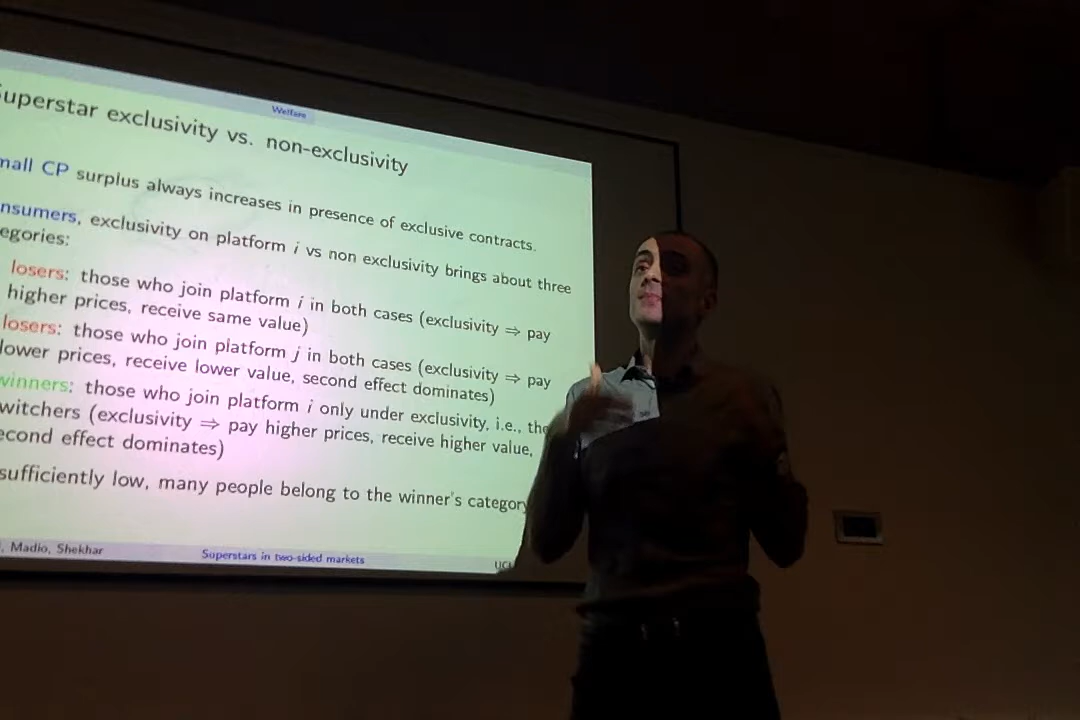 Welfare
Superstar exclusivity vs. non-exclusivity
mall CP surplus always increases in presence of exclusive contracts.
nsumers, exclusivity on platform i vs non exclusivity brings about three
egories:
losers: those who join platform i in both cases (exclusivity ⇒ pay
higher prices, receive same value)
losers: those who join platform j in both cases (exclusivity ⇒ pay
lower prices, receive lower value, second effect dominates)
winners: those who join platform i only under exclusivity, i.e., the
witchers (exclusivity ⇒ pay higher prices, receive higher value,
econd effect dominates)
sufficiently low, many people belong to the winner's category
, Madio, Shekhar
Superstars in two-sided markets
UCL